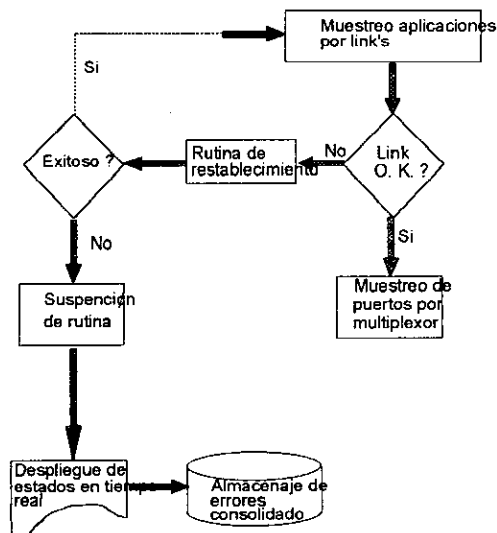 Muestreo aplicaciones
por link's
Si
Exitoso ?
Rutina de
restablecimiento
No
Link
O. K. ?
No
Si
Suspención
de rutina
Muestreo de
puertos por
multiplexor
Despliegue de
estados en tiempo
real
Almacenaje de
errores
consolidado